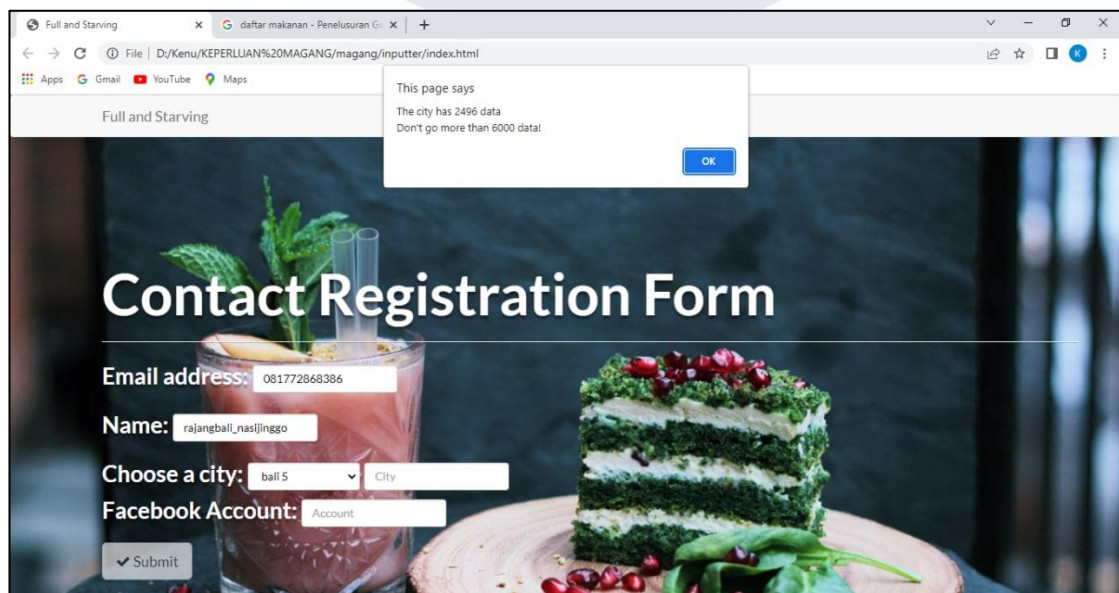 Full and Starving
daftar makanan - Penelusuran Go
File D:/Kenu/KEPERLUAN%20MAGANG/magang/inputter/index.html
K
Apps Gmail YouTube Maps
This page says
The city has 2496 data
Don't go more than 6000 data!
OK
Full and Starving
Contact Registration Form
Email address: 081772868386
Name: rajangbali_nasijinggo
Choose a city: bali 5 City
Facebook Account: Account
Submit